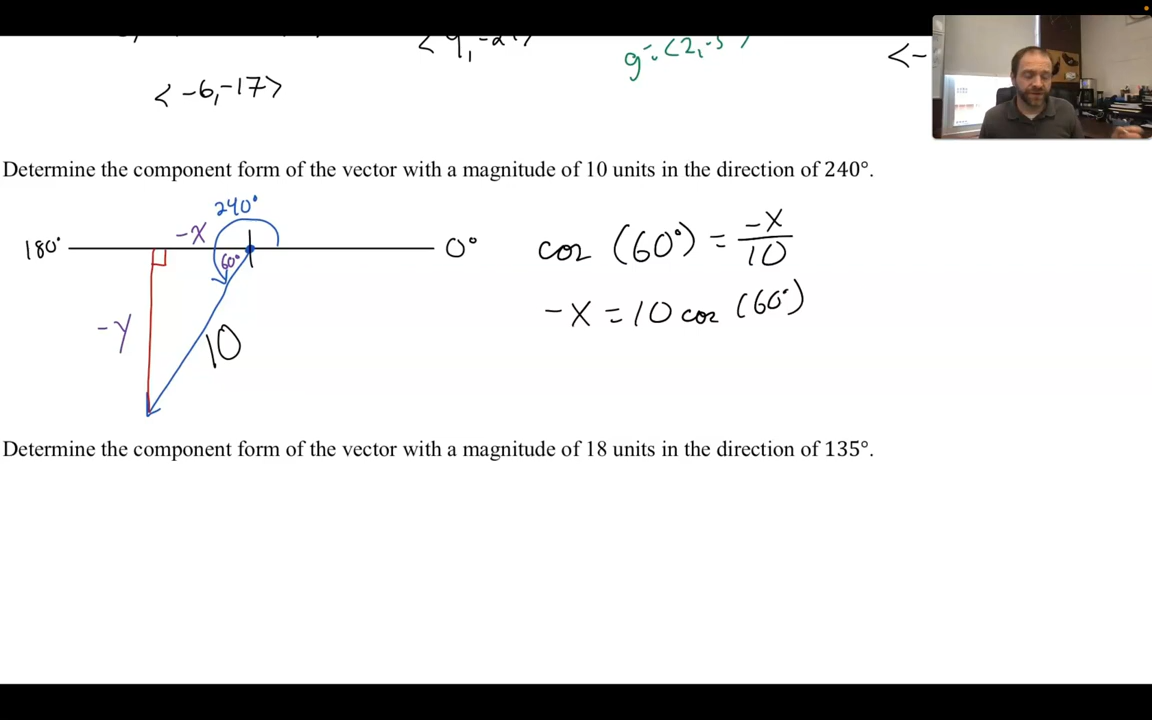 g = <2,-5>
<-
<-6,-17>
Determine the component form of the vector with a magnitude of 10 units in the direction of 240°.
240°
-x
180°
0°
60°
-y
10
cos (60°) = -x/10
-x = 10 cos (60°)
Determine the component form of the vector with a magnitude of 18 units in the direction of 135°.